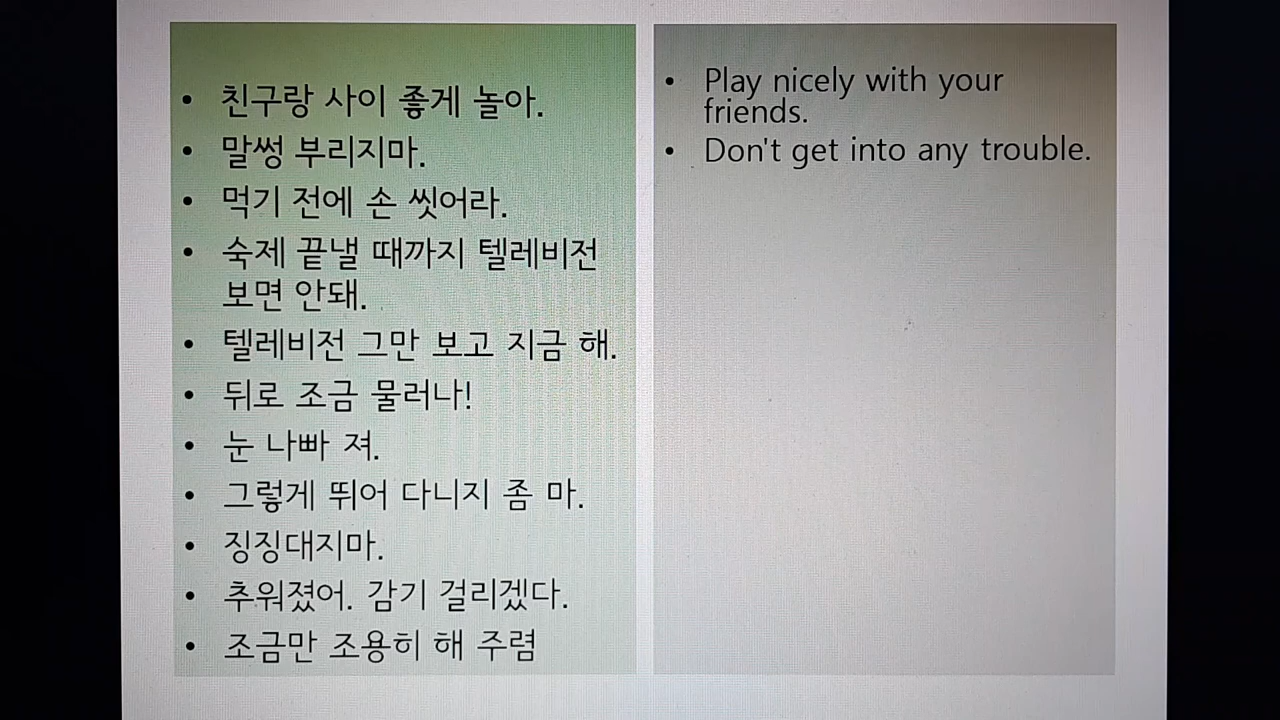 • 친구랑 사이 좋게 놀아.
• 말썽 부리지마.
• 먹기 전에 손 씻어라.
• 숙제 끝낼 때까지 텔레비전
보면 안돼.
• 텔레비전 그만 보고 지금 해.
• 뒤로 조금 물러나!
• 눈 나빠 져.
• 그렇게 뛰어 다니지 좀 마.
• 징징대지마.
• 추워졌어. 감기 걸리겠다.
• 조금만 조용히 해 주렴
• Play nicely with your
friends.
• Don't get into any trouble.